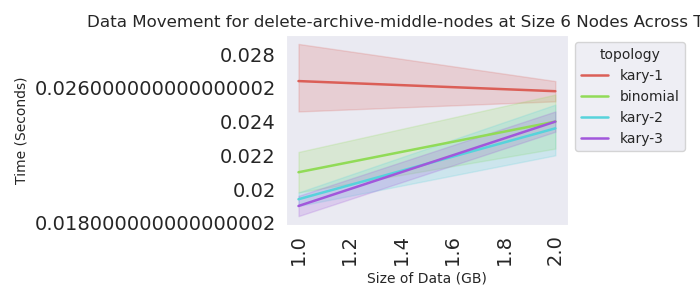 Data Movement for delete-archive-middle-nodes at Size 6 Nodes Across T
Time (Seconds)
0.028
0.026000000000000002
0.024
0.022
0.02
0.018000000000000002
1.0
1.2
1.4
1.6
1.8
2.0
Size of Data (GB)
topology
kary-1
binomial
kary-2
kary-3